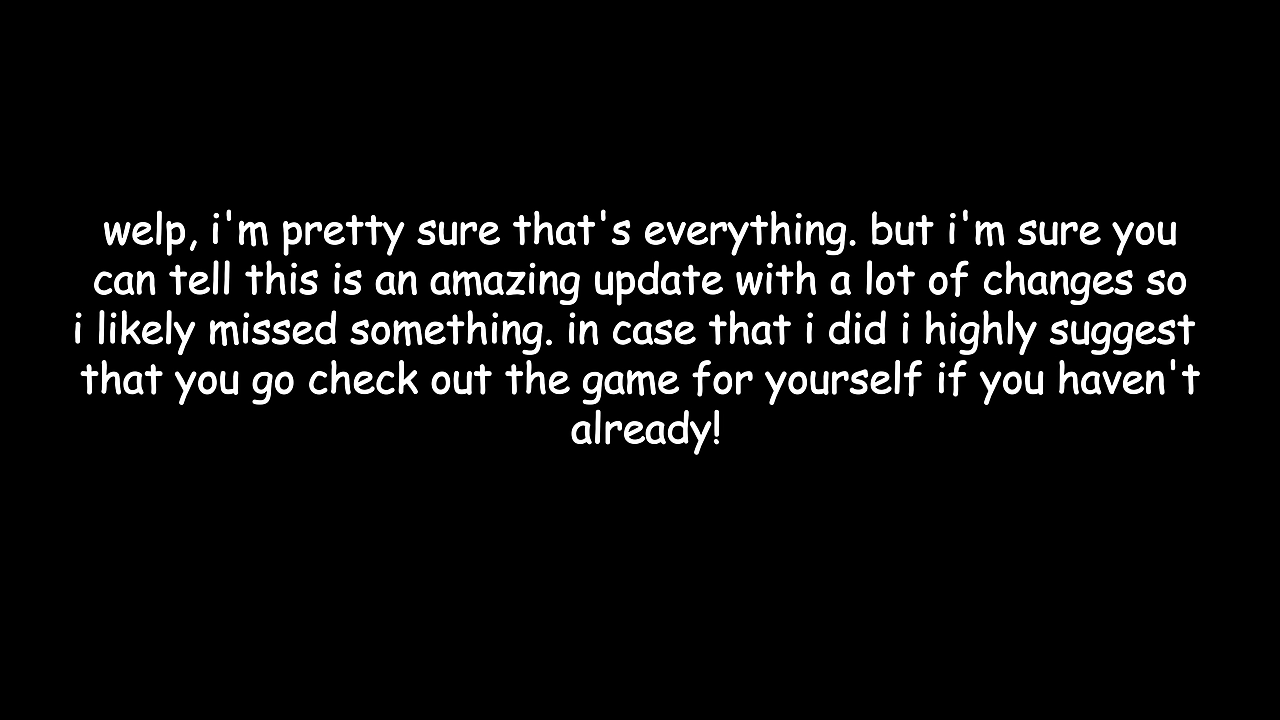 welp, i'm pretty sure that's everything. but i'm sure you
can tell this is an amazing update with a lot of changes so
i likely missed something. in case that i did i highly suggest
that you go check out the game for yourself if you haven't
already!